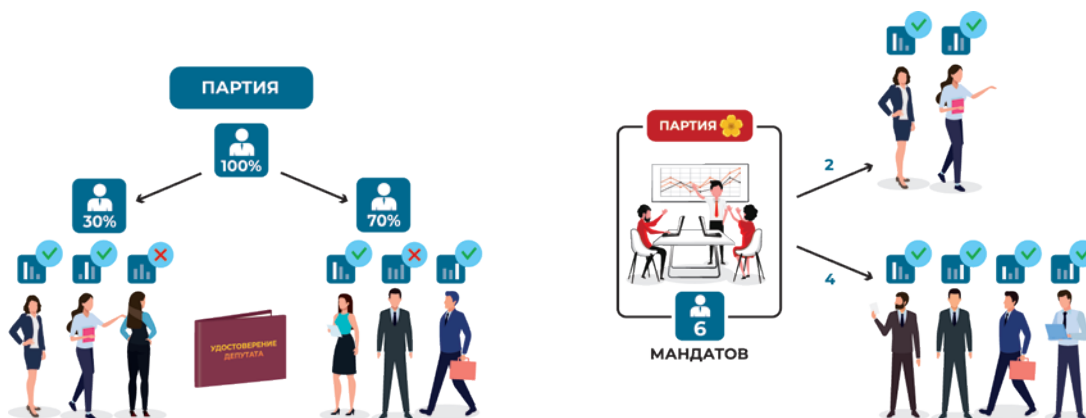 ПАРТИЯ
100%
30%
70%
УДОСТОВЕРЕНИЕ
ДЕПУТАТА
ПАРТИЯ
6
МАНДАТОВ
2
4